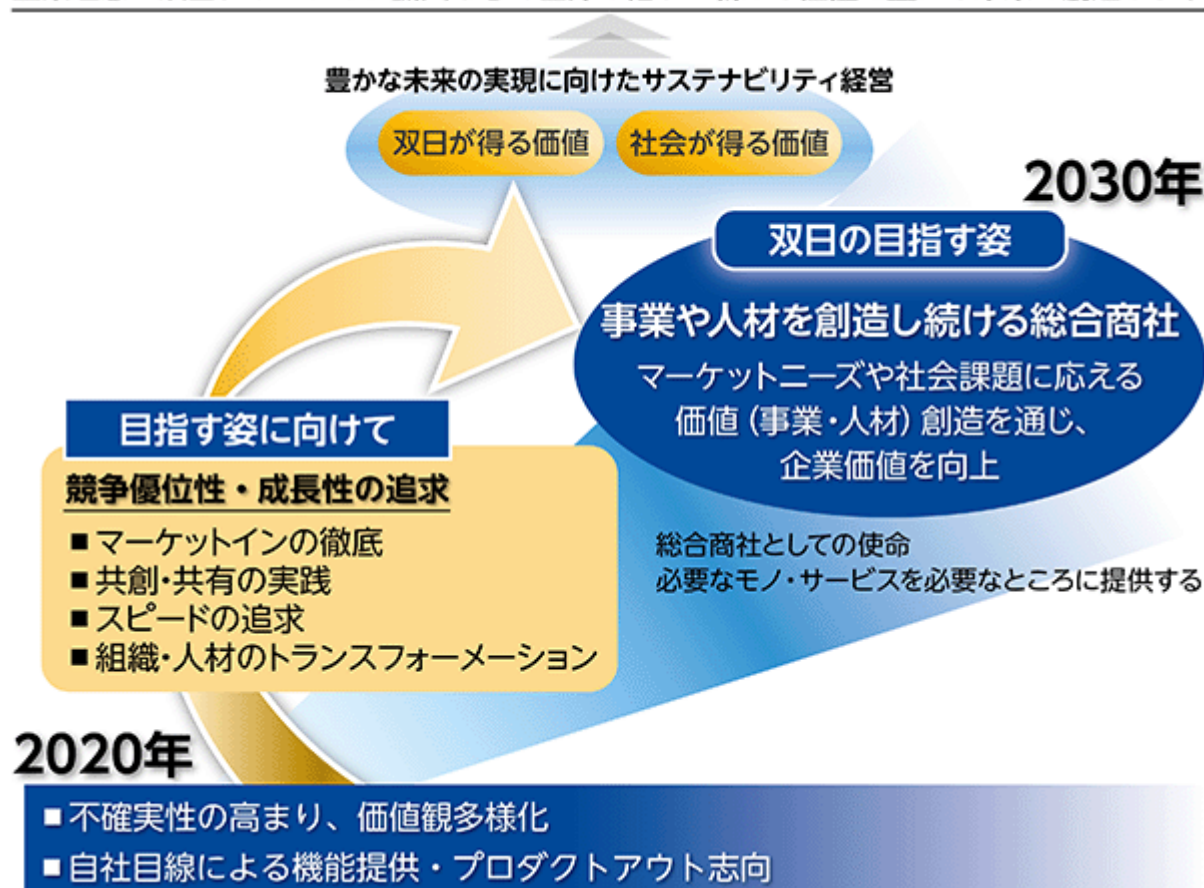 豊かな未来の実現に向けたサステナビリティ経営
双日が得る価値
社会が得る価値
2030年
双日の目指す姿
事業や人材を創造し続ける総合商社
マーケットニーズや社会課題に応える
価値（事業・人材）創造を通じ、
企業価値を向上
目指す姿に向けて
競争優位性・成長性の追求
■マーケットインの徹底
■共創・共有の実践
■スピードの追求
■組織・人材のトランスフォーメーション
総合商社としての使命
必要なモノ・サービスを必要なところに提供する
2020年
■不確実性の高まり、価値観多様化
■自社目線による機能提供・プロダクトアウト志向